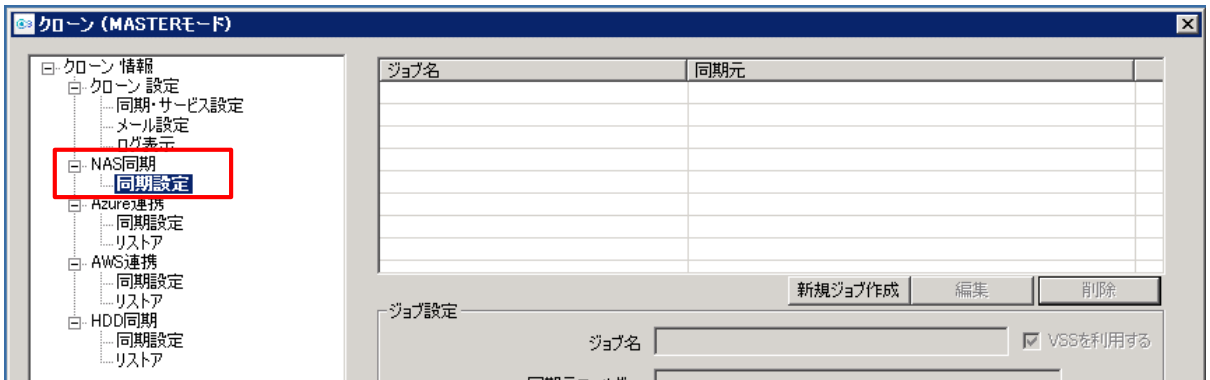 クローン (MASTERモード)
クローン 情報
クローン 設定
同期・サービス設定
メール設定
ログ表示
NAS同期
同期設定
Azure連携
同期設定
リストア
AWS連携
同期設定
リストア
HDD同期
同期設定
リストア
ジョブ名 同期元
新規ジョブ作成 編集 削除
ジョブ設定
ジョブ名 VSSを利用する